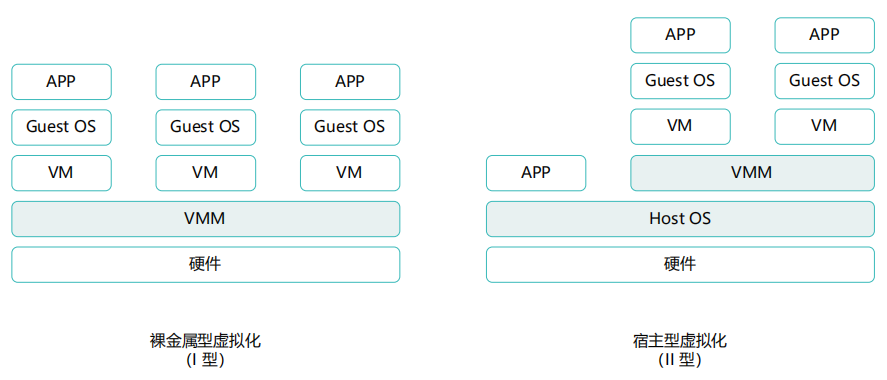 APP
APP
APP
Guest OS
Guest OS
Guest OS
VM
VM
VM
VMM
硬件
裸金属型虚拟化
(I 型)
APP
APP
Guest OS
Guest OS
VM
VM
APP
VMM
Host OS
硬件
宿主型虚拟化
(II 型)